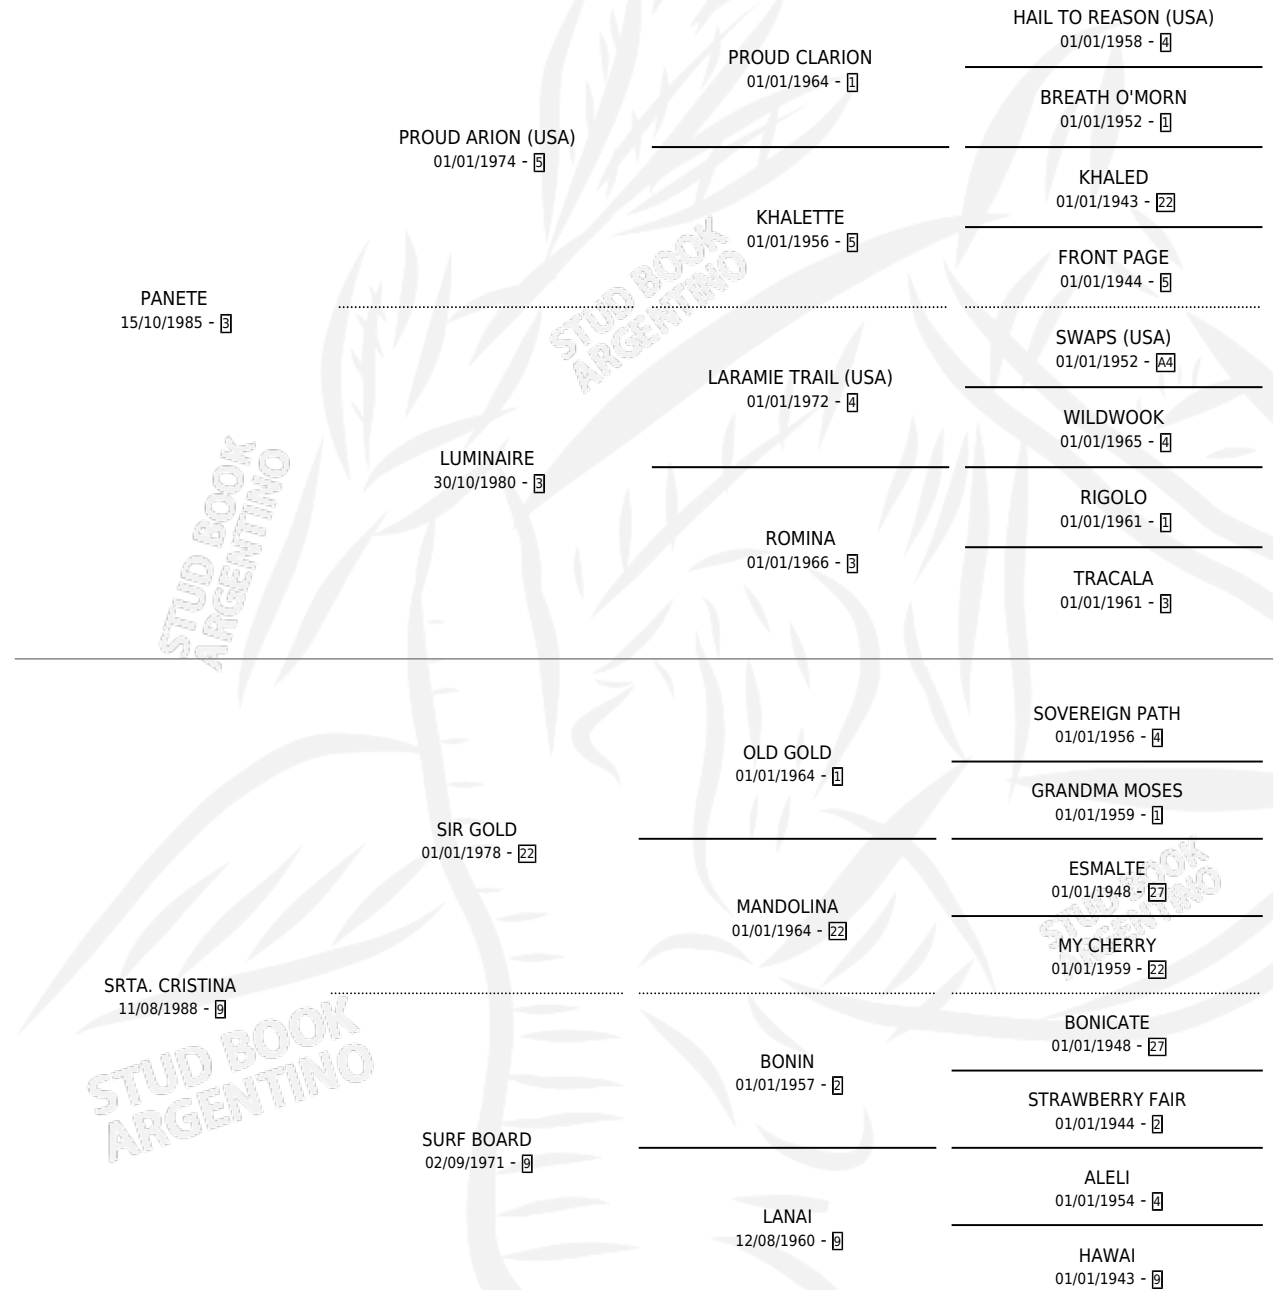 HAIL TO REASON (USA)
01/01/1958 - 4
PROUD CLARION
01/01/1964 - 1
BREATH O'MORN
01/01/1952 - 1
PROUD ARION (USA)
01/01/1974 - 5
KHALED
01/01/1943 - 22
KHALETTE
01/01/1956 - 5
FRONT PAGE
01/01/1944 - 5
PANETE
15/10/1985 - 3
SWAPS (USA)
01/01/1952 - A4
LARAMIE TRAIL (USA)
01/01/1972 - 4
WILDWOOK
01/01/1965 - 4
LUMINAIRE
30/10/1980 - 3
RIGOLO
01/01/1961 - 1
ROMINA
01/01/1966 - 3
TRACALA
01/01/1961 - 3
STUD BOOK
ARGENTINO
STUD BOOK
ARGENTINO
SOVEREIGN PATH
01/01/1956 - 4
OLD GOLD
01/01/1964 - 1
GRANDMA MOSES
01/01/1959 - 1
SIR GOLD
01/01/1978 - 22
ESMALTE
01/01/1948 - 27
MANDOLINA
01/01/1964 - 22
MY CHERRY
01/01/1959 - 22
STUD BOOK
ARGENTINO
SRTA. CRISTINA
11/08/1988 - 9
BONICATE
01/01/1948 - 27
BONIN
01/01/1957 - 2
STRAWBERRY FAIR
01/01/1944 - 2
SURF BOARD
02/09/1971 - 9
ALELI
01/01/1954 - 4
LANAI
12/08/1960 - 9
HAWAI
01/01/1943 - 9
STUD BOOK
ARGENTINO